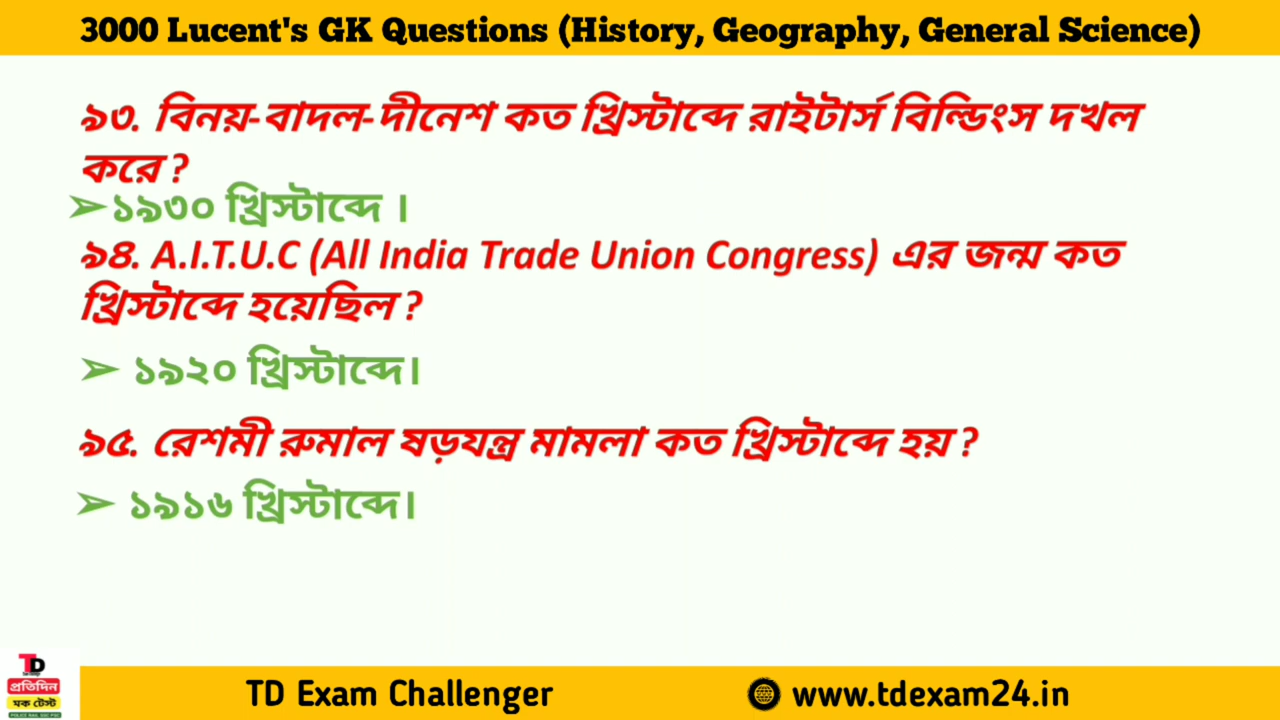 3000 Lucent's GK Questions (History, Geography, General Science)
৯৩. বিনয়-বাদল-দীনেশ কত খ্রিস্টাব্দে রাইটার্স বিল্ডিংস দখল
করে ?
➢১৯৩০ খ্রিস্টাব্দে ।
৯৪. A.I.T.U.C (All India Trade Union Congress) এর জন্ম কত
খ্রিস্টাব্দে হয়েছিল ?
➢ ১৯২০ খ্রিস্টাব্দে।
৯৫. রেশমী রুমাল ষড়যন্ত্র মামলা কত খ্রিস্টাব্দে হয় ?
➢ ১৯১৬ খ্রিস্টাব্দে।
TD
প্রতিদিন
মক টেস্ট
TD Exam Challenger
www.tdexam24.in